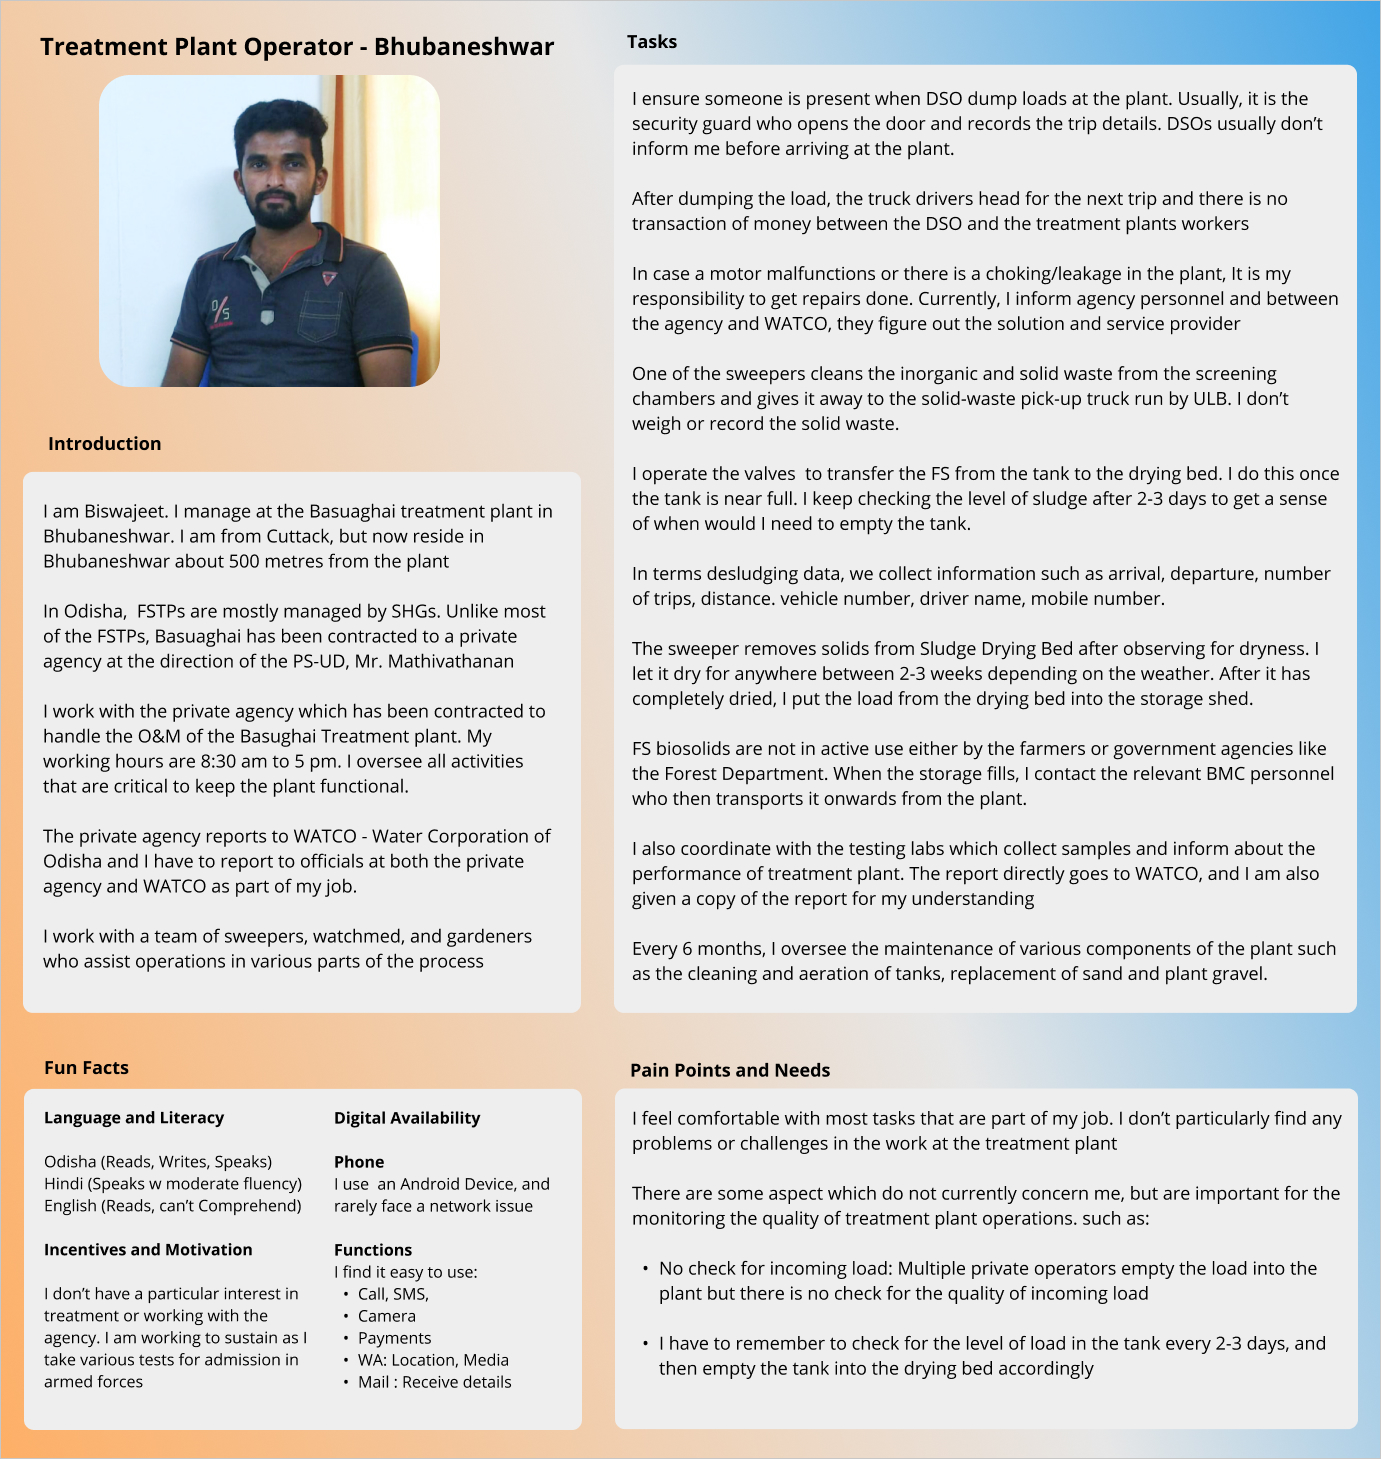 Treatment Plant Operator - Bhubaneshwar
D/S
Introduction
I am Biswajeet. I manage at the Basuaghai treatment plant in
Bhubaneshwar. I am from Cuttack, but now reside in
Bhubaneshwar about 500 metres from the plant
In Odisha,  FSTPs are mostly managed by SHGs. Unlike most
of the FSTPs, Basuaghai has been contracted to a private
agency at the direction of the PS-UD, Mr. Mathivathanan
I work with the private agency which has been contracted to
handle the O&M of the Basughai Treatment plant. My
working hours are 8:30 am to 5 pm. I oversee all activities
that are critical to keep the plant functional.
The private agency reports to WATCO - Water Corporation of
Odisha and I have to report to officials at both the private
agency and WATCO as part of my job.
I work with a team of sweepers, watchmed, and gardeners
who assist operations in various parts of the process
Tasks
I ensure someone is present when DSO dump loads at the plant. Usually, it is the
security guard who opens the door and records the trip details. DSOs usually don’t
inform me before arriving at the plant.
After dumping the load, the truck drivers head for the next trip and there is no
transaction of money between the DSO and the treatment plants workers
In case a motor malfunctions or there is a choking/leakage in the plant, It is my
responsibility to get repairs done. Currently, I inform agency personnel and between
the agency and WATCO, they figure out the solution and service provider
One of the sweepers cleans the inorganic and solid waste from the screening
chambers and gives it away to the solid-waste pick-up truck run by ULB. I don’t
weigh or record the solid waste.
I operate the valves  to transfer the FS from the tank to the drying bed. I do this once
the tank is near full. I keep checking the level of sludge after 2-3 days to get a sense
of when would I need to empty the tank.
In terms desludging data, we collect information such as arrival, departure, number
of trips, distance. vehicle number, driver name, mobile number.
The sweeper removes solids from Sludge Drying Bed after observing for dryness. I
let it dry for anywhere between 2-3 weeks depending on the weather. After it has
completely dried, I put the load from the drying bed into the storage shed.
FS biosolids are not in active use either by the farmers or government agencies like
the Forest Department. When the storage fills, I contact the relevant BMC personnel
who then transports it onwards from the plant.
I also coordinate with the testing labs which collect samples and inform about the
performance of treatment plant. The report directly goes to WATCO, and I am also
given a copy of the report for my understanding
Every 6 months, I oversee the maintenance of various components of the plant such
as the cleaning and aeration of tanks, replacement of sand and plant gravel.
Fun Facts
Language and Literacy
Odisha (Reads, Writes, Speaks)
Hindi (Speaks w moderate fluency)
English (Reads, can’t Comprehend)
Incentives and Motivation
I don’t have a particular interest in
treatment or working with the
agency. I am working to sustain as I
take various tests for admission in
armed forces
Digital Availability
Phone
I use  an Android Device, and
rarely face a network issue
Functions
I find it easy to use:
• Call, SMS,
• Camera
• Payments
• WA: Location, Media
• Mail : Receive details
Pain Points and Needs
I feel comfortable with most tasks that are part of my job. I don’t particularly find any
problems or challenges in the work at the treatment plant
There are some aspect which do not currently concern me, but are important for the
monitoring the quality of treatment plant operations. such as:
• No check for incoming load: Multiple private operators empty the load into the
plant but there is no check for the quality of incoming load
• I have to remember to check for the level of load in the tank every 2-3 days, and
then empty the tank into the drying bed accordingly